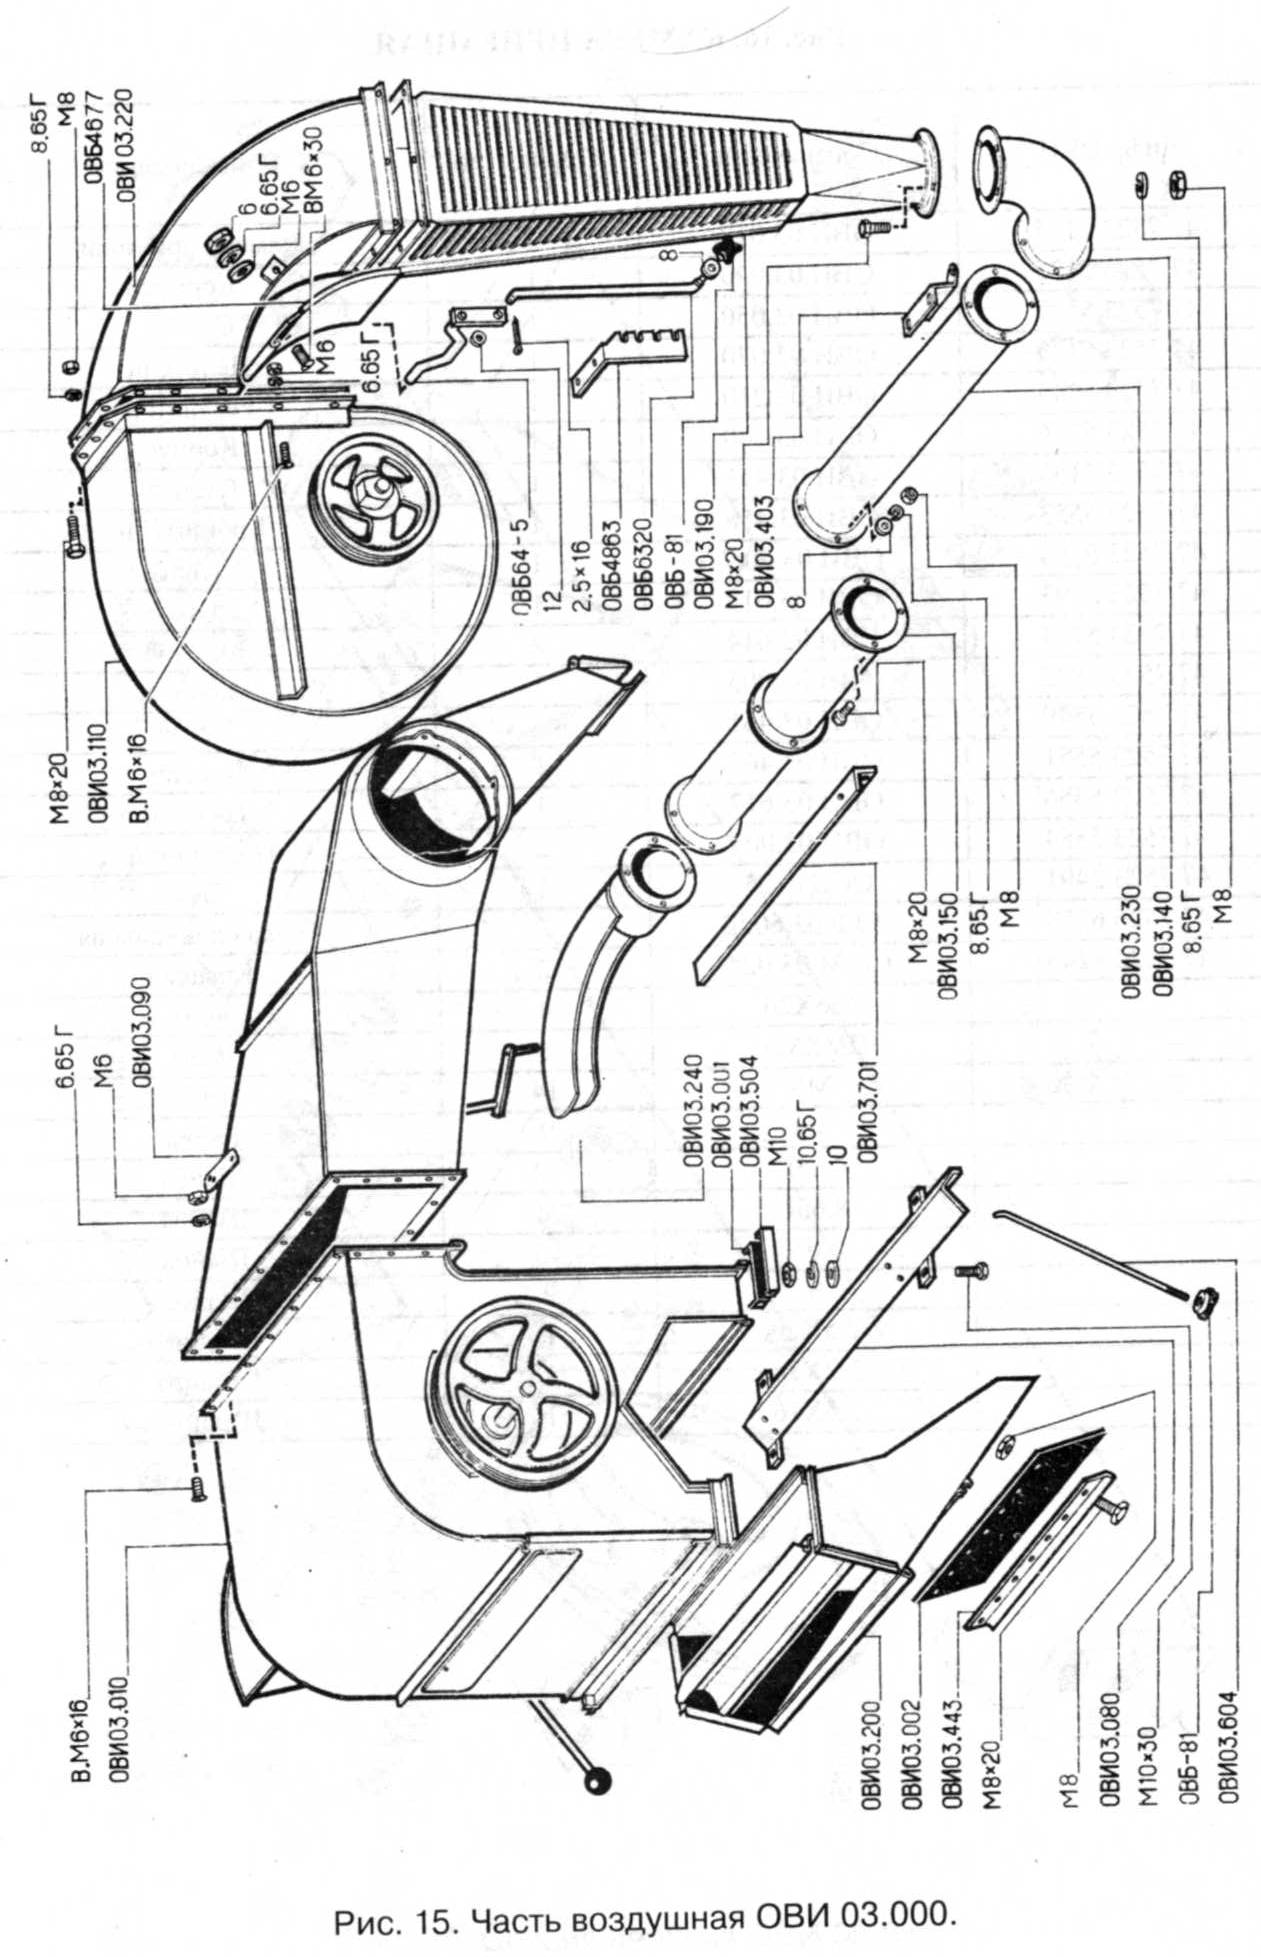 8.65Г
М8
ОВБ4677
ОВИ 03.220
6
6.65Г
М6
ВМ6×30
М6
6.65Г
8
М8×20
ОВИ03.110
В.М6×16
ОВБ64-5
12
2,5×16
ОВБ4863
ОВБ6320
ОВБ-81
ОВИ03.190
М8×20
ОВИ03.403
8
М8×20
ОВИ03.150
8.65Г
М8
ОВИ03.230
ОВИ03.140
8.65Г
М8
6.65Г
М6
ОВИ03.090
ОВИ03.240
ОВИ03.001
ОВИ03.504
М10
10.65Г
10
ОВИ03.701
В.М6×16
ОВИ03.010
ОВИ03.200
ОВИ03.002
ОВИ03.443
М8×20
М8
ОВИ03.080
М10×30
ОВБ-81
ОВИ03.604
Рис. 15. Часть воздушная ОВИ 03.000.